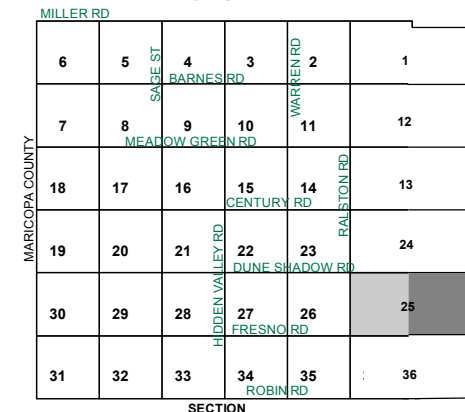 MILLER RD
6 5 4 3 2 1
SAGE ST
WARREN RD
BARNES RD
7 8 9 10 11 12
MEADOW GREEN RD
MARICOPA COUNTY
18 17 16 15 14 13
CENTURY RD
RALSTON RD
19 20 21 22 23 24
HIDDEN VALLEY RD
DUNE SHADOW RD
30 29 28 27 26 25
FRESNO RD
31 32 33 34 35 36
ROBIN RD
SECTION